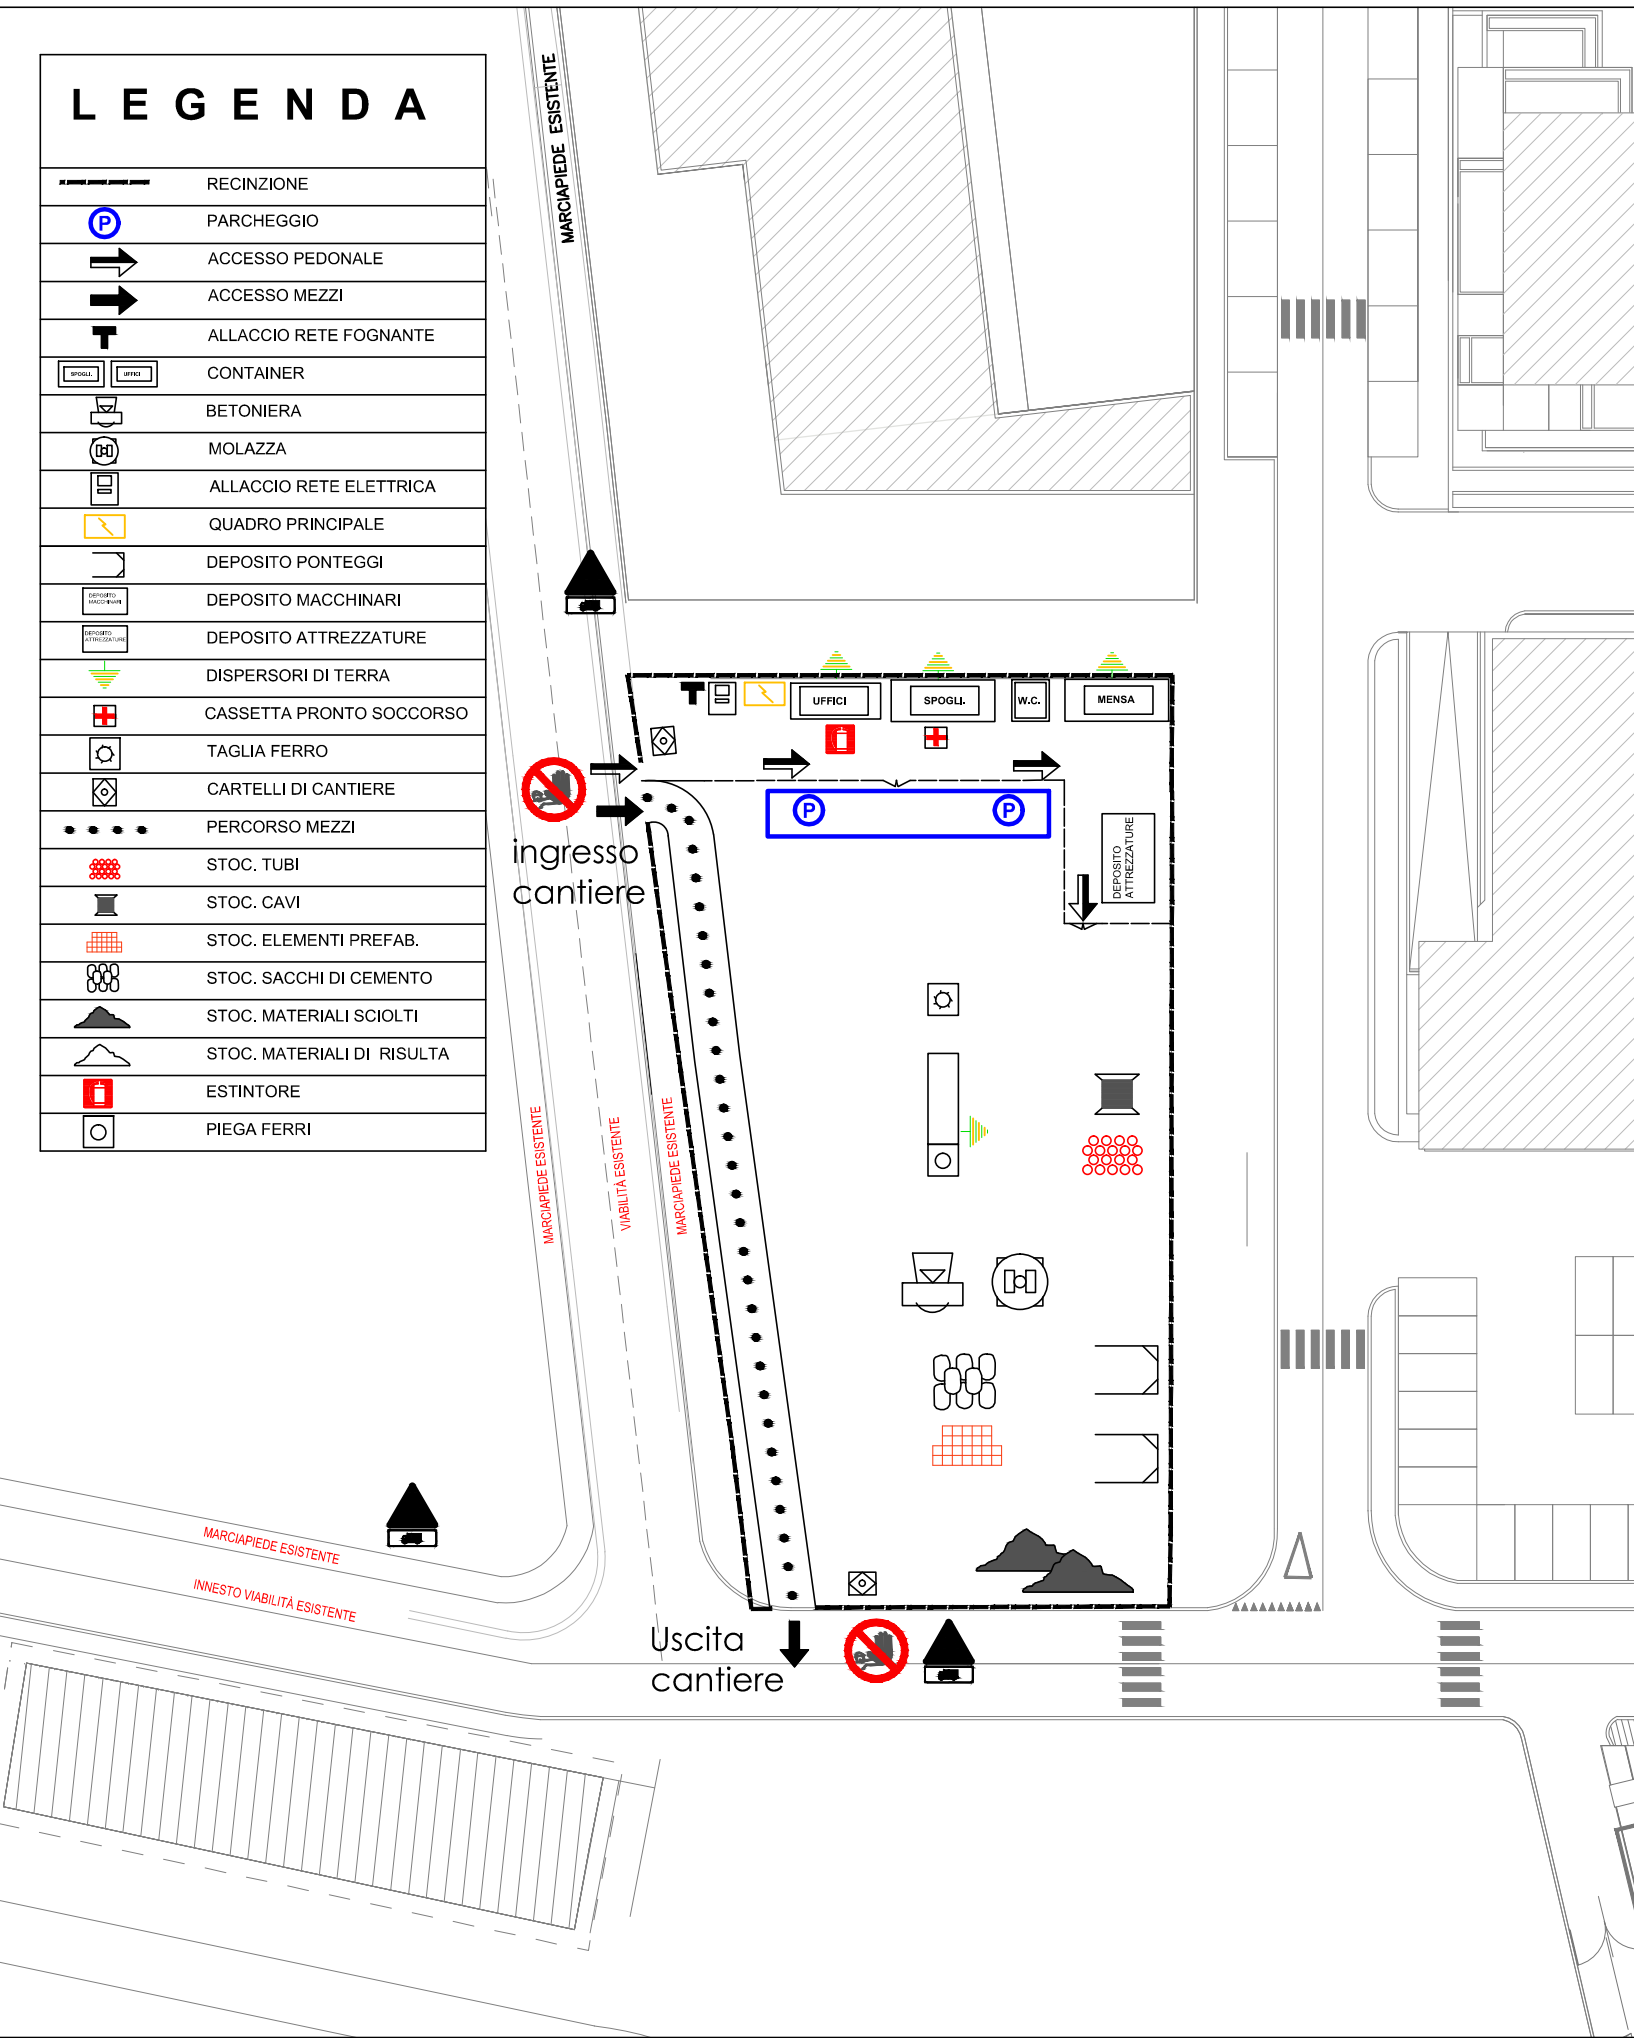 LEGENDA
RECINZIONE
P
PARCHEGGIO
ACCESSO PEDONALE
ACCESSO MEZZI
ALLACCIO RETE FOGNANTE
SPOGLI.
UFFICI
CONTAINER
BETONIERA
MOLAZZA
ALLACCIO RETE ELETTRICA
QUADRO PRINCIPALE
DEPOSITO PONTEGGI
DEPOSITO
MACCHINARI
DEPOSITO MACCHINARI
DEPOSITO
ATTREZZATURE
DEPOSITO ATTREZZATURE
DISPERSORI DI TERRA
CASSETTA PRONTO SOCCORSO
TAGLIA FERRO
CARTELLI DI CANTIERE
PERCORSO MEZZI
STOC. TUBI
STOC. CAVI
STOC. ELEMENTI PREFAB.
STOC. SACCHI DI CEMENTO
STOC. MATERIALI SCIOLTI
STOC. MATERIALI DI RISULTA
ESTINTORE
PIEGA FERRI
MARCIAPIEDE ESISTENTE
UFFICI
SPOGLI.
W.C.
MENSA
P
P
DEPOSITO
ATTREZZATURE
ingresso
cantiere
MARCIAPIEDE ESISTENTE
VIABILITÀ ESISTENTE
MARCIAPIEDE ESISTENTE
MARCIAPIEDE ESISTENTE
INNESTO VIABILITÀ ESISTENTE
Uscita
cantiere